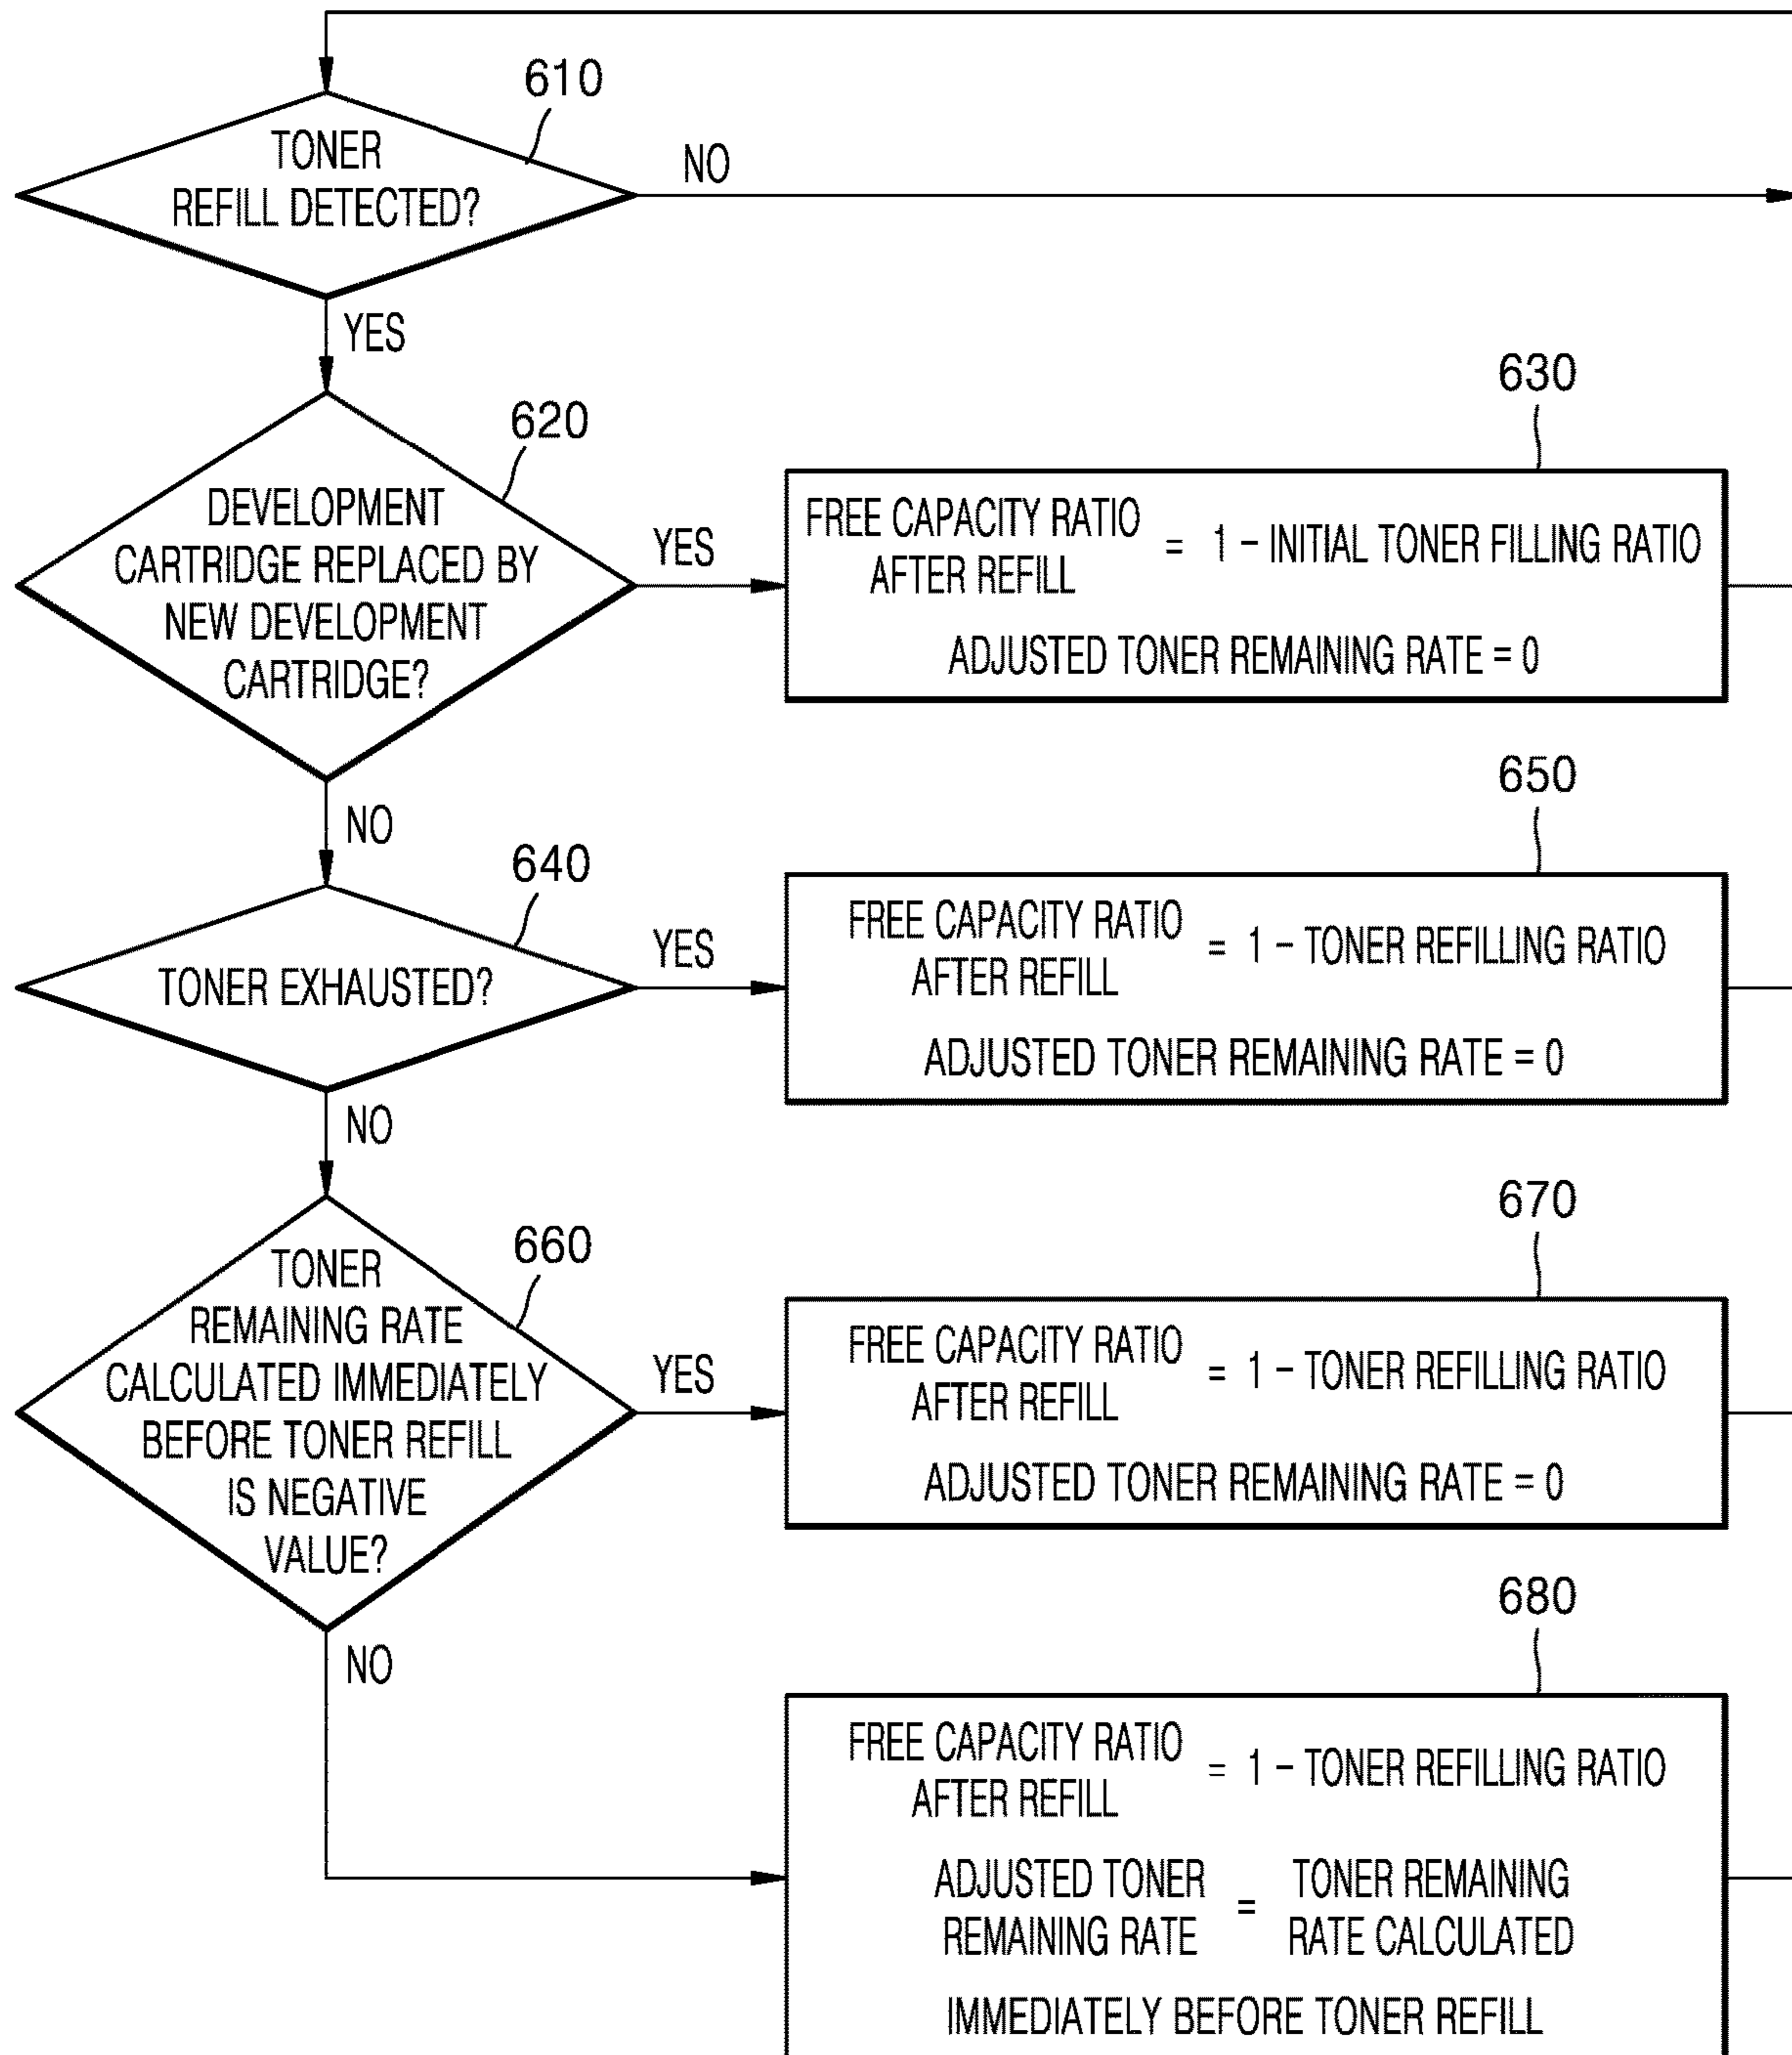 610
TONER
REFILL DETECTED?
NO
YES
620
DEVELOPMENT
CARTRIDGE REPLACED BY
NEW DEVELOPMENT
CARTRIDGE?
YES
630
FREE CAPACITY RATIO
AFTER REFILL
= 1 – INITIAL TONER FILLING RATIO
ADJUSTED TONER REMAINING RATE = 0
NO
640
TONER EXHAUSTED?
YES
650
FREE CAPACITY RATIO
AFTER REFILL
= 1 – TONER REFILLING RATIO
ADJUSTED TONER REMAINING RATE = 0
NO
660
TONER
REMAINING RATE
CALCULATED IMMEDIATELY
BEFORE TONER REFILL
IS NEGATIVE
VALUE?
YES
670
FREE CAPACITY RATIO
AFTER REFILL
= 1 – TONER REFILLING RATIO
ADJUSTED TONER REMAINING RATE = 0
NO
680
FREE CAPACITY RATIO
AFTER REFILL
= 1 – TONER REFILLING RATIO
ADJUSTED TONER
REMAINING RATE
=
TONER REMAINING
RATE CALCULATED
IMMEDIATELY BEFORE TONER REFILL